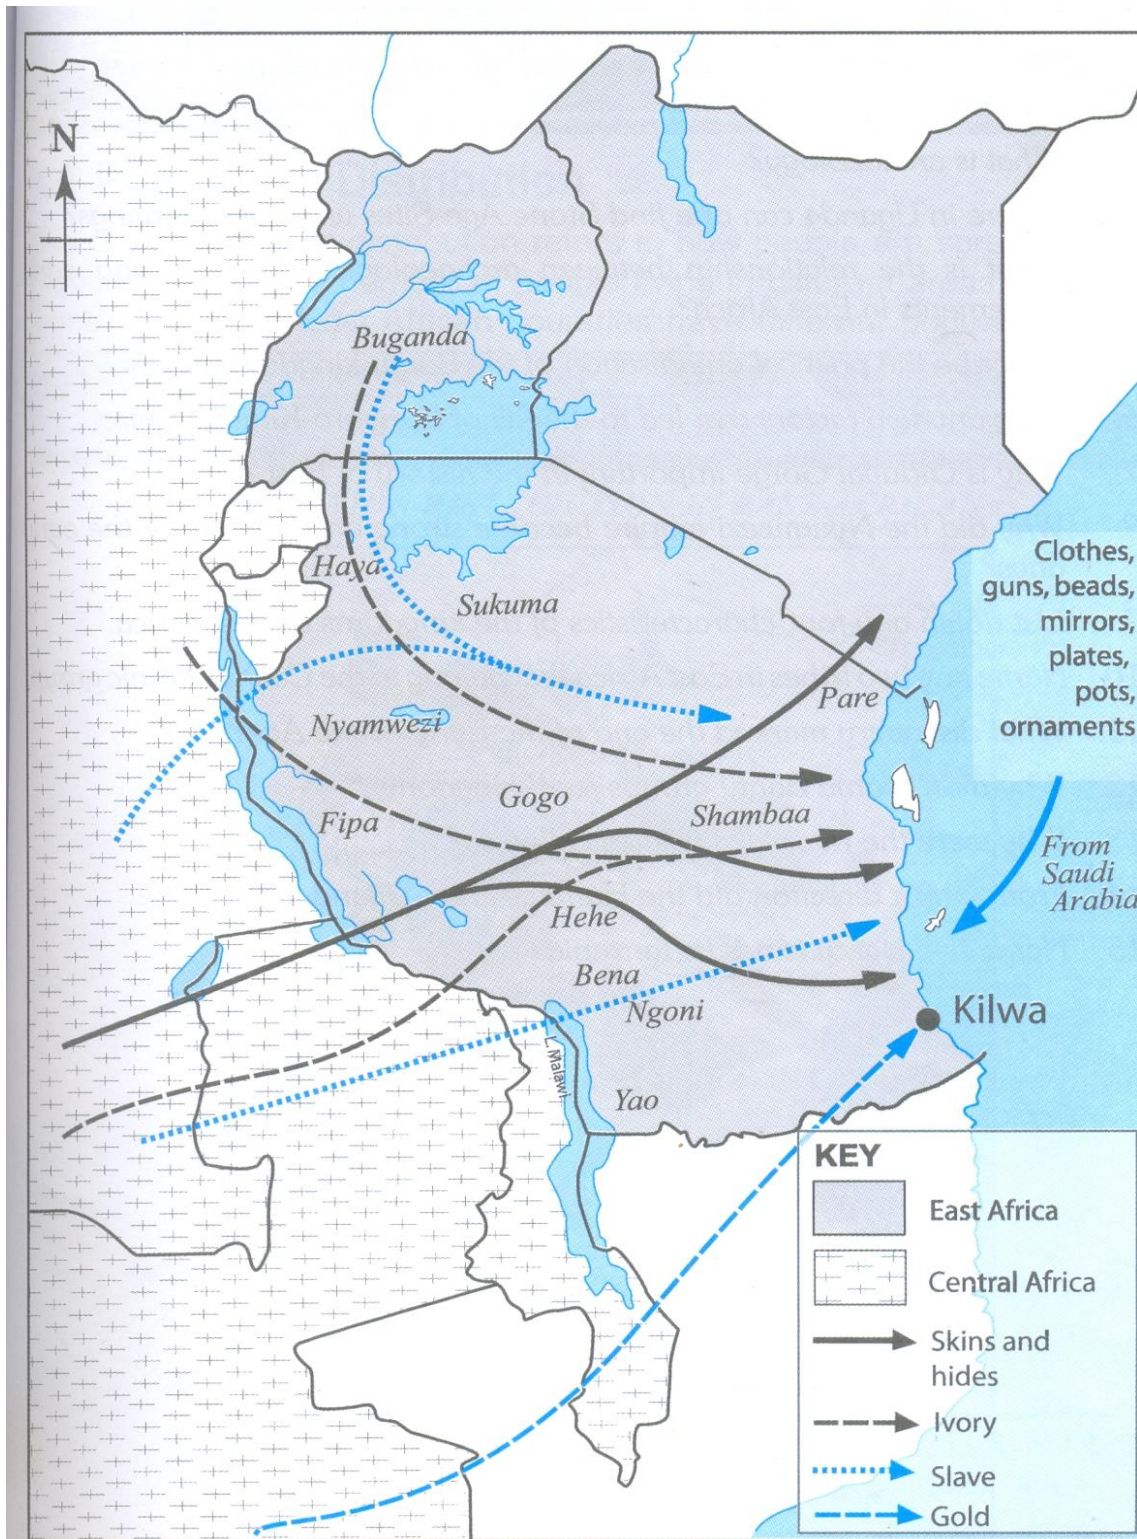 N
Buganda
Haya
Sukuma
Nyamwezi
Pare
Gogo
Fipa
Shambaa
Hehe
Bena
Ngoni
Yao
L. Malawi
Kilwa
Clothes,
guns, beads,
mirrors,
plates,
pots,
ornaments
From
Saudi
Arabia
KEY
East Africa
Central Africa
Skins and
hides
Ivory
Slave
Gold